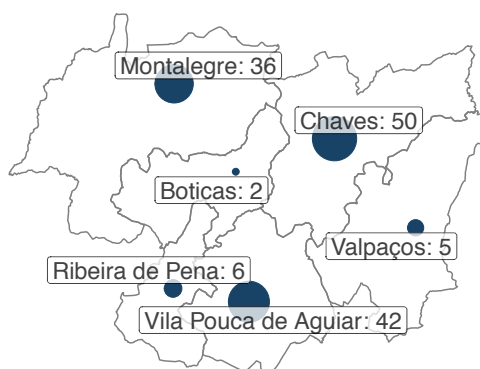 Montalegre: 36
Chaves: 50
Boticas: 2
Valpaços: 5
Ribeira de Pena: 6
Vila Pouca de Aguiar: 42